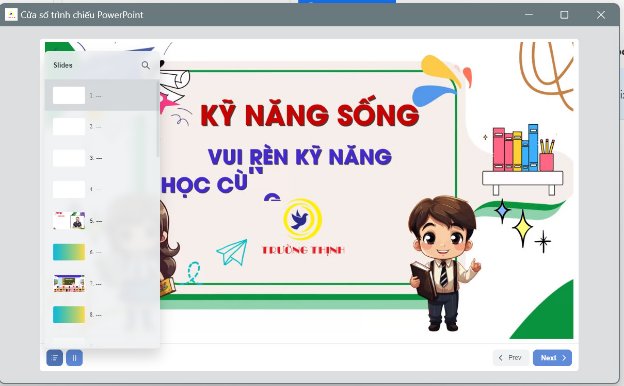 Cửa sổ trình chiếu PowerPoint
Slides
1. ---
2. ---
3. ---
4. ---
5. ---
6. ---
7. ---
8. ---
KỸ NĂNG SỐNG
VUI RÈN KỸ NĂNG
HỌC CÙNG
TRƯỜNG THỊNH
Prev
Next